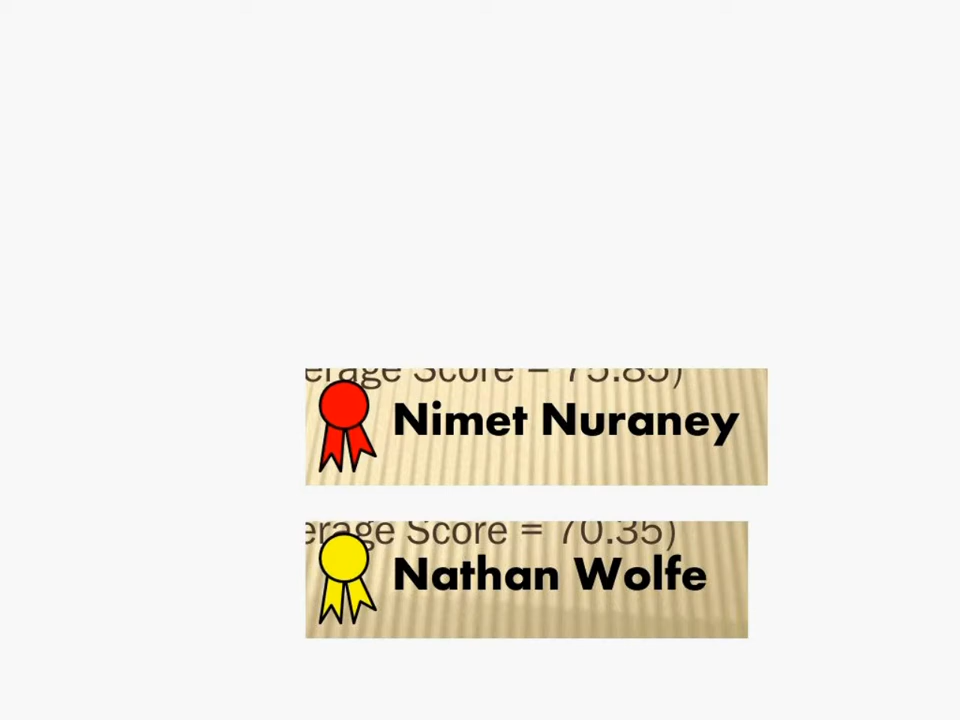 erage Score = 75.85)
Nimet Nuraney
erage Score = 70.35)
Nathan Wolfe